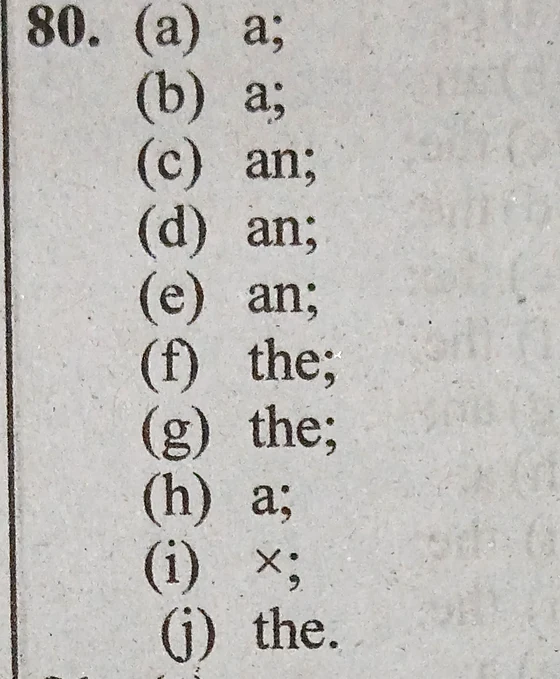 80. (a) a;
(b) a;
(c) an;
(d) an;
(e) an;
(f) the;
(g) the;
(h) a;
(i) ×;
(j) the.